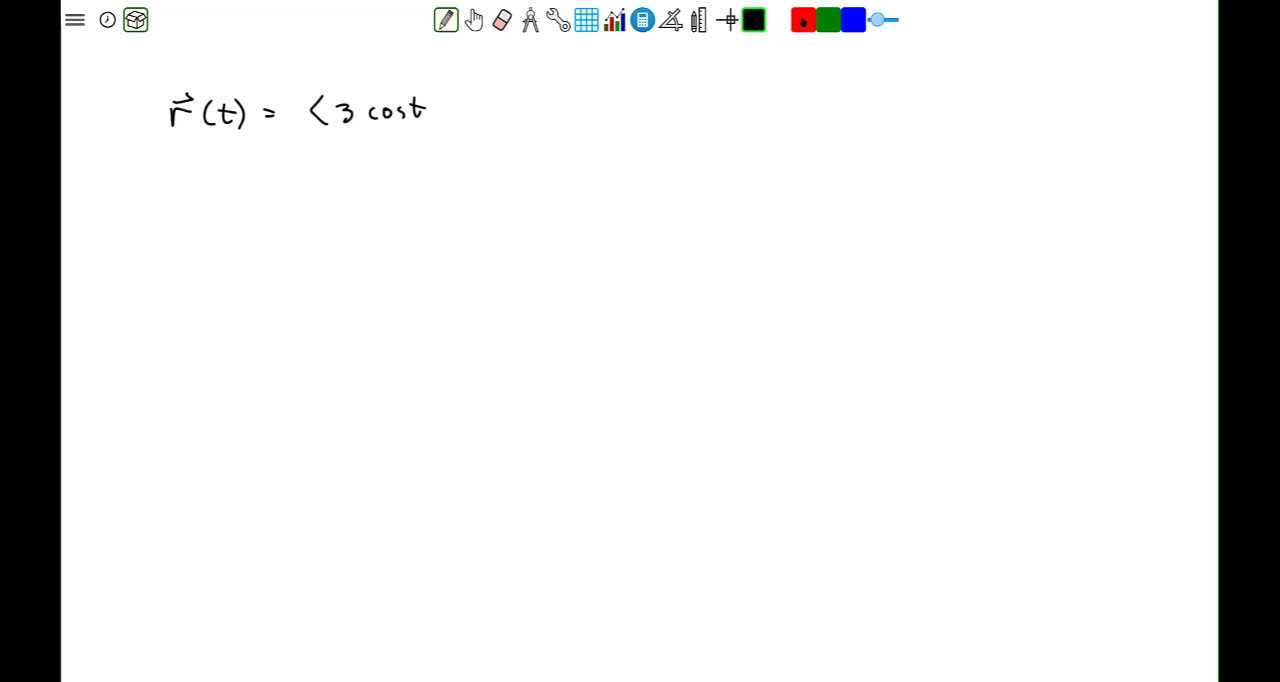 r⃗(t) = ⟨3 cost